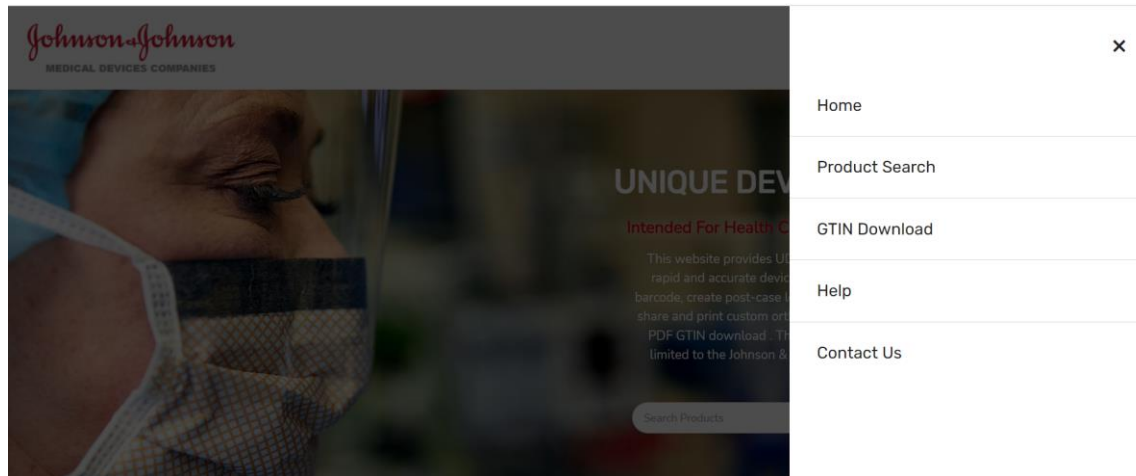 Johnson & Johnson
MEDICAL DEVICES COMPANIES
UNIQUE DEV
Intended For Health C
This website provides UD
rapid and accurate devic
barcode, create post-case l
share and print custom ort
PDF GTIN download . Th
limited to the Johnson &
Search Products
×
Home
Product Search
GTIN Download
Help
Contact Us